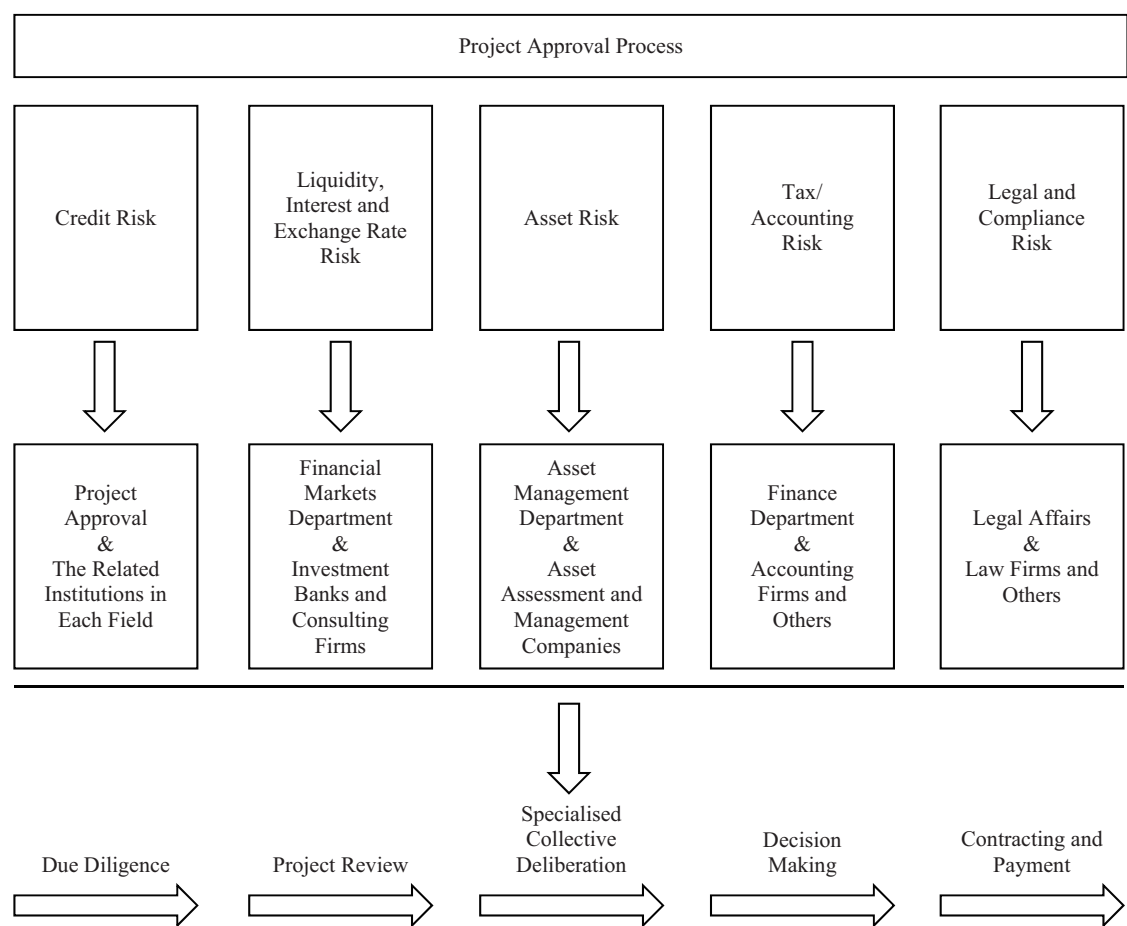 Project Approval Process
Credit Risk
Liquidity,
Interest and
Exchange Rate
Risk
Asset Risk
Tax/
Accounting
Risk
Legal and
Compliance
Risk
Project
Approval
&
The Related
Institutions in
Each Field
Financial
Markets
Department
&
Investment
Banks and
Consulting
Firms
Asset
Management
Department
&
Asset
Assessment and
Management
Companies
Finance
Department
&
Accounting
Firms and
Others
Legal Affairs
&
Law Firms and
Others
Due Diligence
Project Review
Specialised
Collective
Deliberation
Decision
Making
Contracting and
Payment